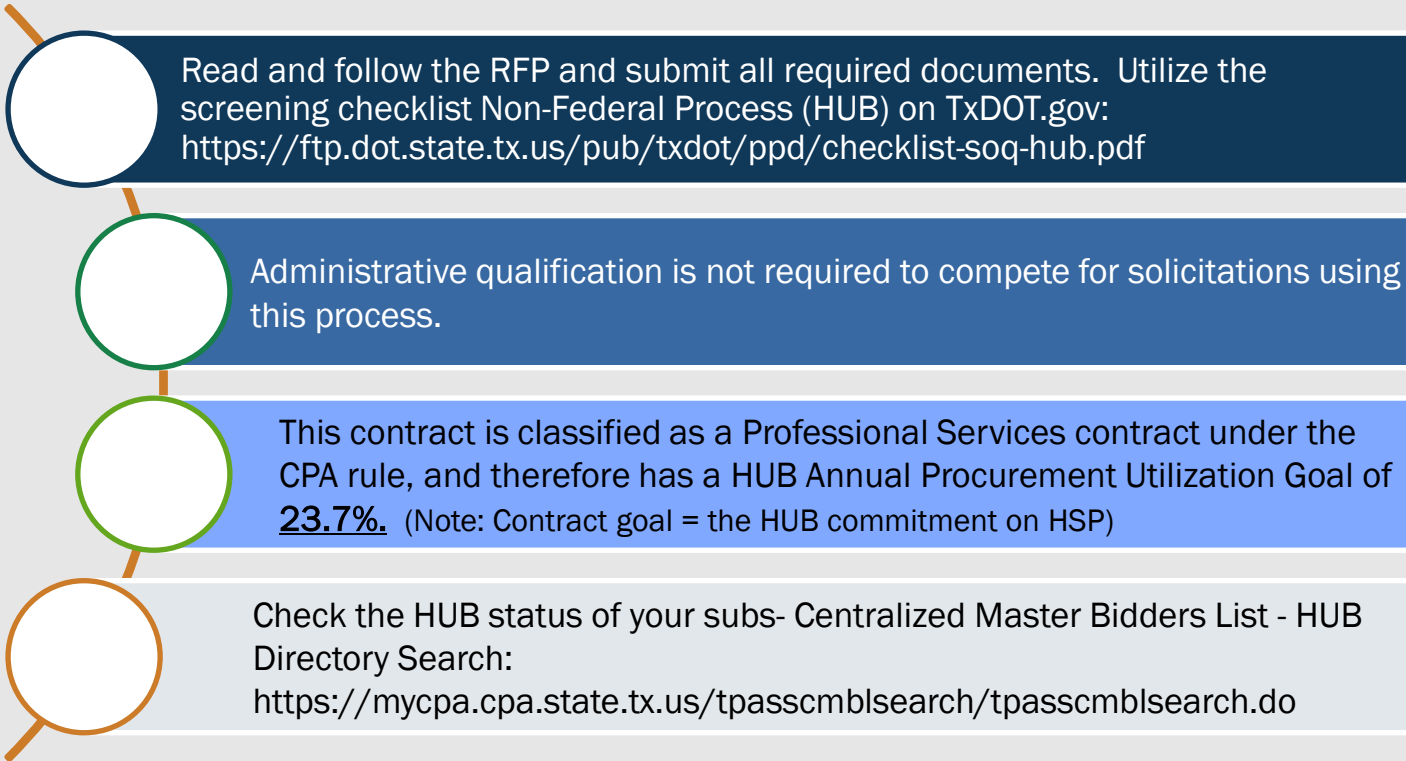 Read and follow the RFP and submit all required documents.  Utilize the
screening checklist Non-Federal Process (HUB) on TxDOT.gov:
https://ftp.dot.state.tx.us/pub/txdot/ppd/checklist-soq-hub.pdf
Administrative qualification is not required to compete for solicitations using
this process.
This contract is classified as a Professional Services contract under the
CPA rule, and therefore has a HUB Annual Procurement Utilization Goal of
23.7%.  (Note: Contract goal = the HUB commitment on HSP)
Check the HUB status of your subs- Centralized Master Bidders List - HUB
Directory Search:
https://mycpa.cpa.state.tx.us/tpasscmblsearch/tpasscmblsearch.do